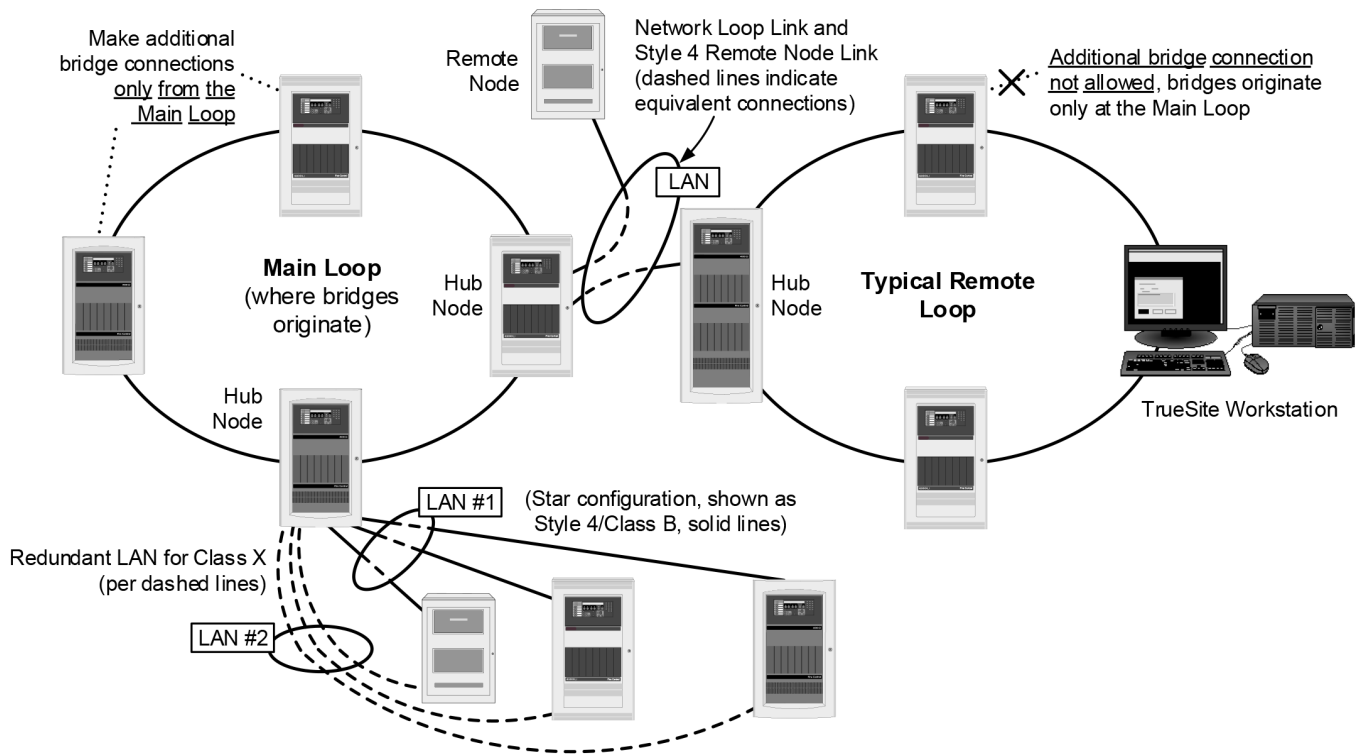 Make additional
bridge connections
only from the
Main Loop
Remote
Node
Network Loop Link and
Style 4 Remote Node Link
(dashed lines indicate
equivalent connections)
Additional bridge connection
not allowed, bridges originate
only at the Main Loop
LAN
Main Loop
(where bridges
originate)
Hub
Node
Hub
Node
Typical Remote
Loop
TrueSite Workstation
Hub
Node
LAN #1
(Star configuration, shown as
Style 4/Class B, solid lines)
Redundant LAN for Class X
(per dashed lines)
LAN #2